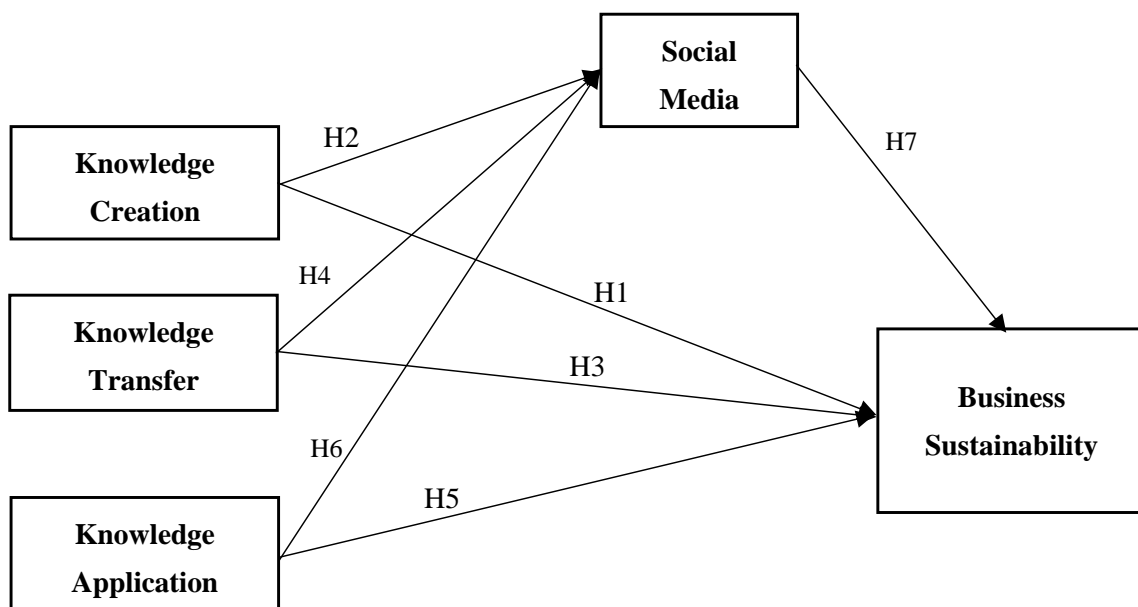 Social
Media
H2
H7
Knowledge
Creation
H4
H1
Knowledge
Transfer
H3
Business
Sustainability
H6
H5
Knowledge
Application